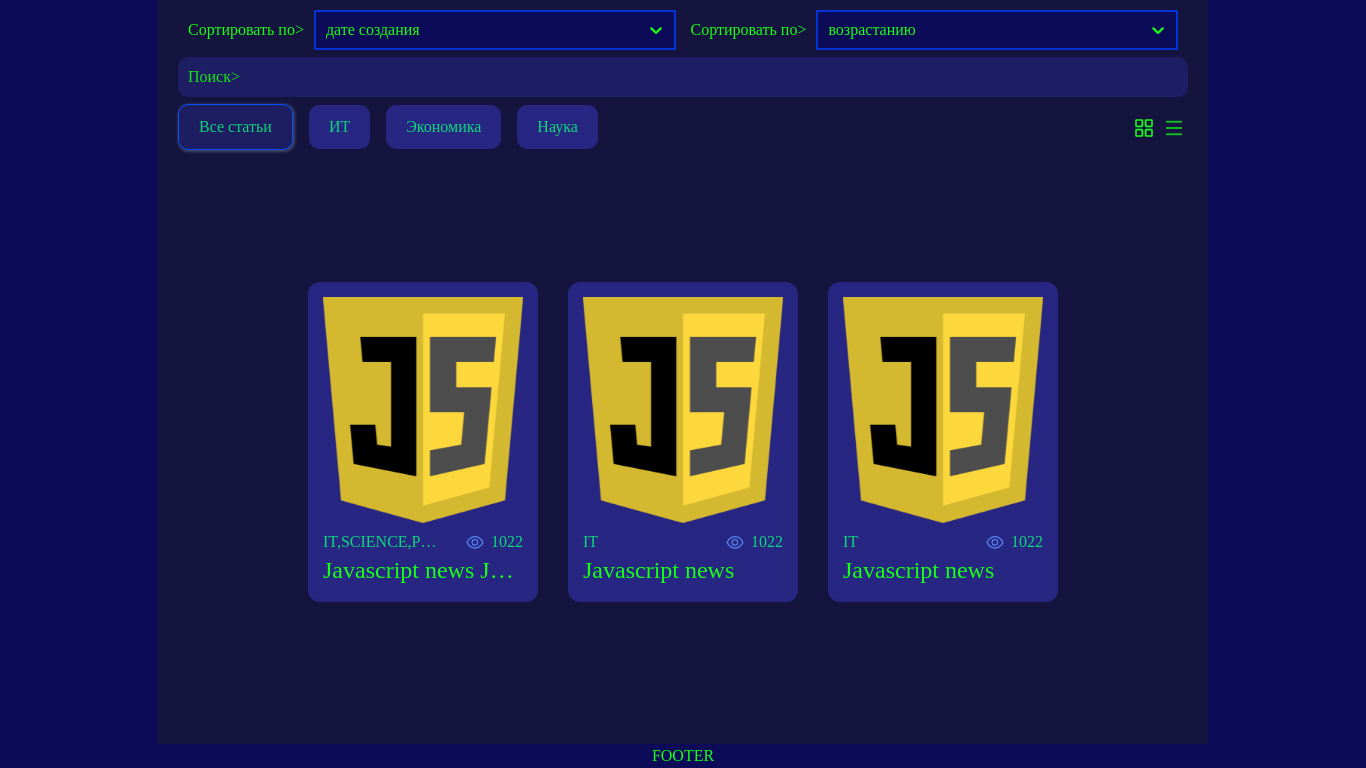 Сортировать по> дате создания Сортировать по> возрастанию
Поиск>
Все статьи ИТ Экономика Наука
JS JS JS
IT,SCIENCE,P… 1022 IT 1022 IT 1022
Javascript news J… Javascript news Javascript news
FOOTER